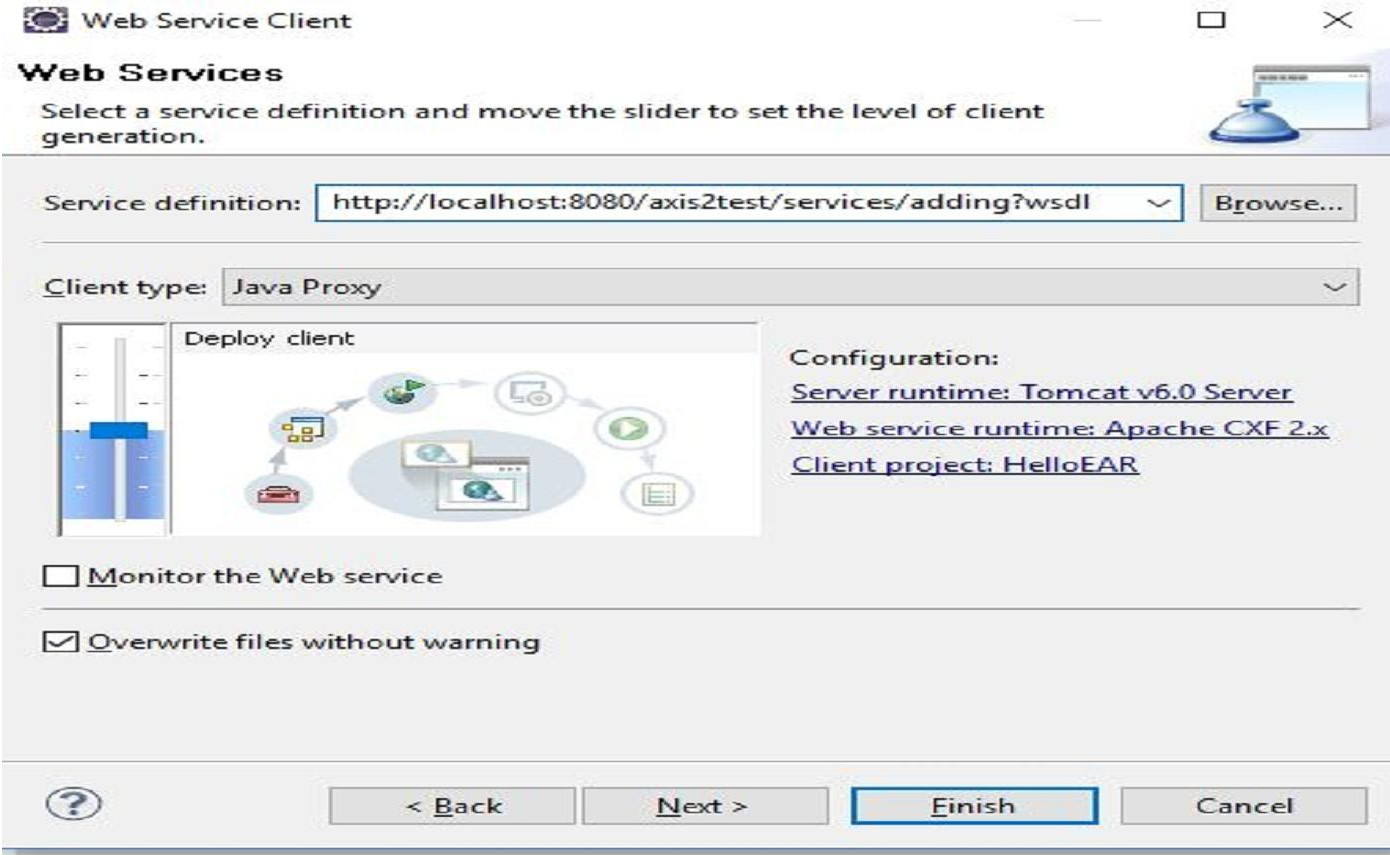 Web Service Client
Web Services
Select a service definition and move the slider to set the level of client
generation.
Service definition: http://localhost:8080/axis2test/services/adding?wsdl Browse...
Client type: Java Proxy
Deploy client
Configuration:
Server runtime: Tomcat v6.0 Server
Web service runtime: Apache CXF 2.x
Client project: HelloEAR
Monitor the Web service
Overwrite files without warning
? < Back Next > Finish Cancel